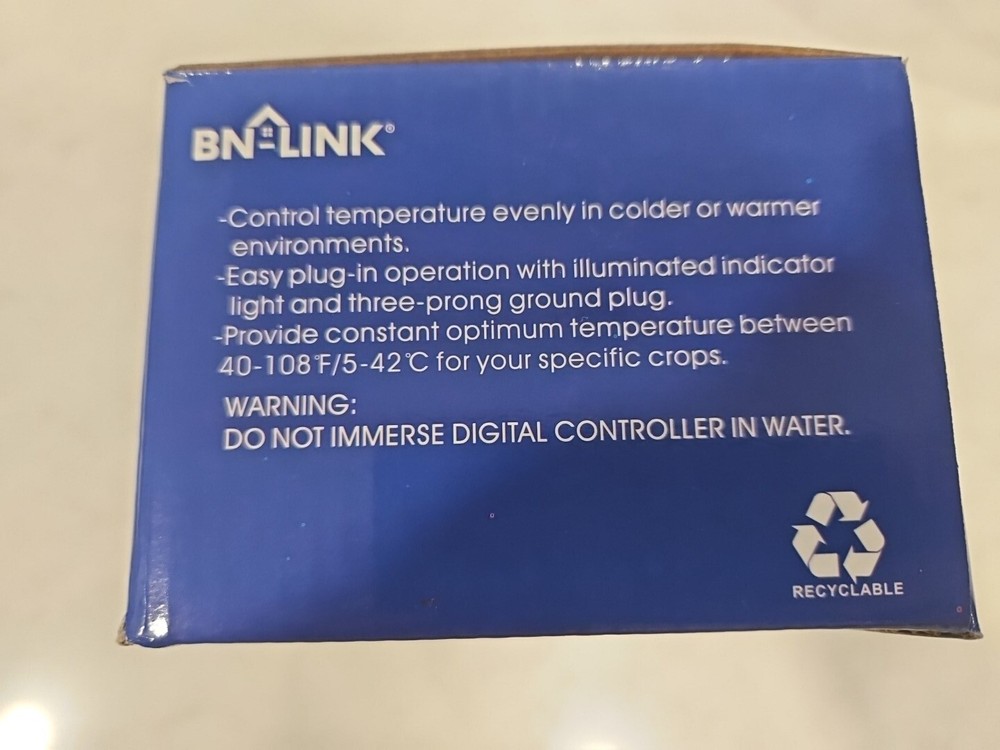 BN-LINK®
-Control temperature evenly in colder or warmer
environments.
-Easy plug-in operation with illuminated indicator
light and three-prong ground plug.
-Provide constant optimum temperature between
40-108°F/5-42°C for your specific crops.
WARNING:
DO NOT IMMERSE DIGITAL CONTROLLER IN WATER.
RECYCLABLE